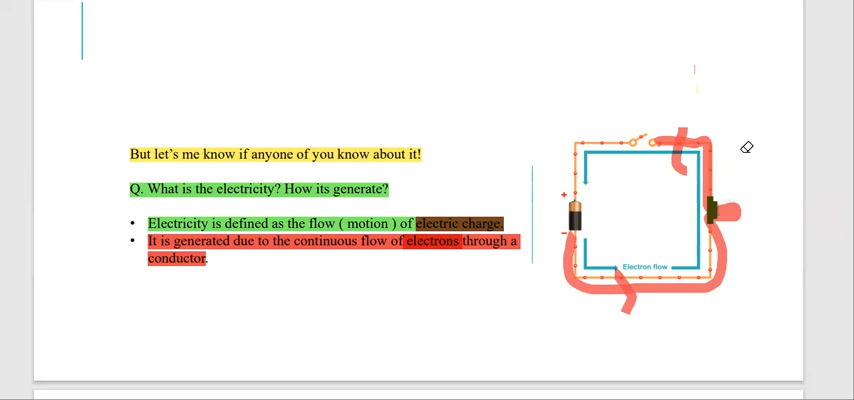 But let's me know if anyone of you know about it!
Q. What is the electricity? How its generate?
• Electricity is defined as the flow ( motion ) of electric charge.
• It is generated due to the continuous flow of electrons through a
conductor.
+
−
Electron flow